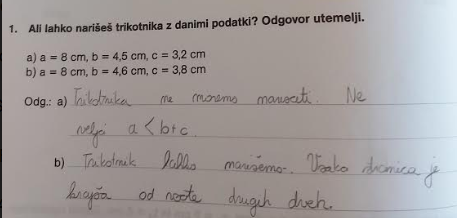 1. Ali lahko narišeš trikotnika z danimi podatki? Odgovor utemelji.
a) a = 8 cm, b = 4,5 cm, c = 3,2 cm
b) a = 8 cm, b = 4,6 cm, c = 3,8 cm
Odg.: a) Trikotnika ne moremo narisati. Ne
velja a < b+c.
b) Trikotnik lahko narišemo. Vsaka stranica je
krajša od vsote drugih dveh.